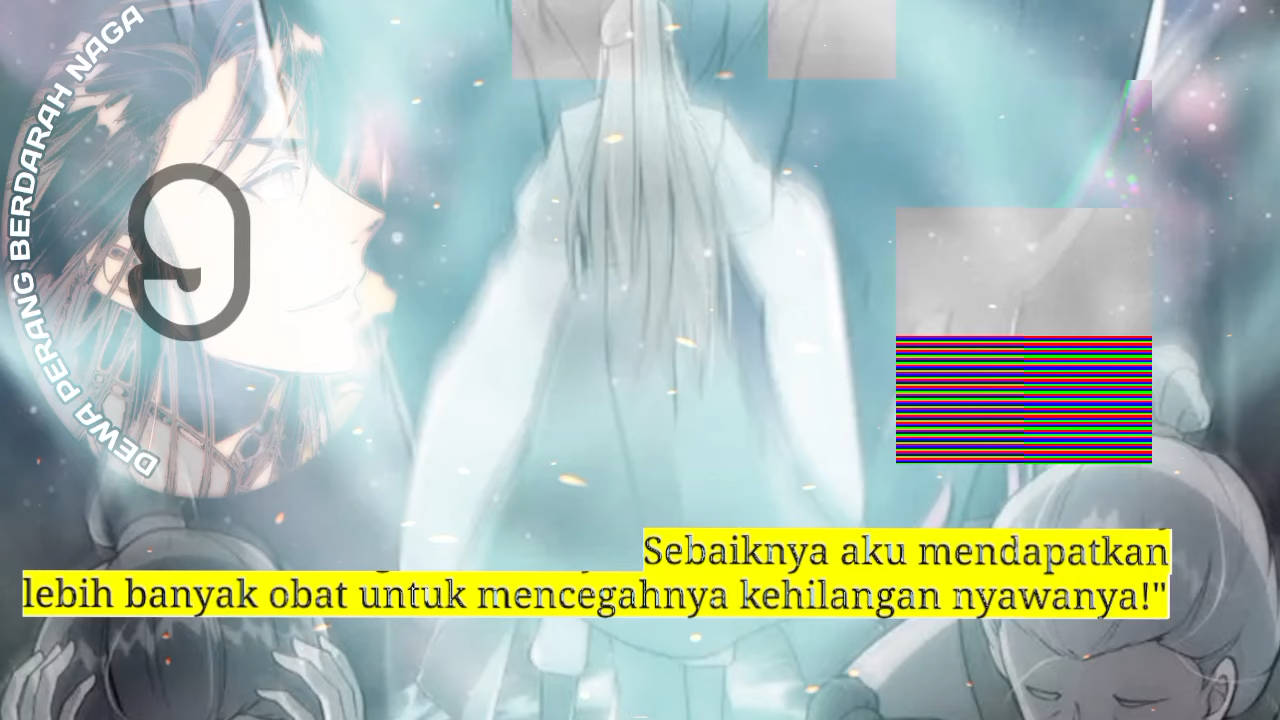 DEWA PERANG BERDARAH NAGA
Sebaiknya aku mendapatkan
lebih banyak obat untuk mencegahnya kehilangan nyawanya!"